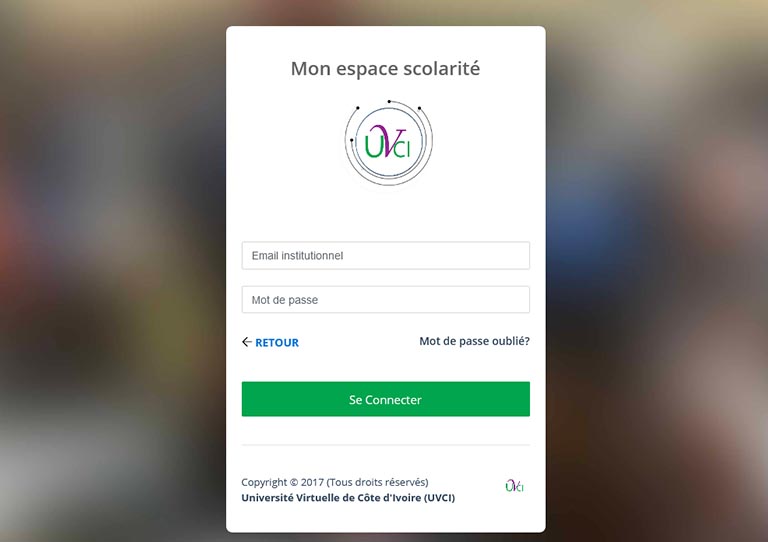 Mon espace scolarité
UVCI
Email institutionnel
Mot de passe
← RETOUR
Mot de passe oublié?
Se Connecter
Copyright © 2017 (Tous droits réservés)
UVCI
Université Virtuelle de Côte d'Ivoire (UVCI)